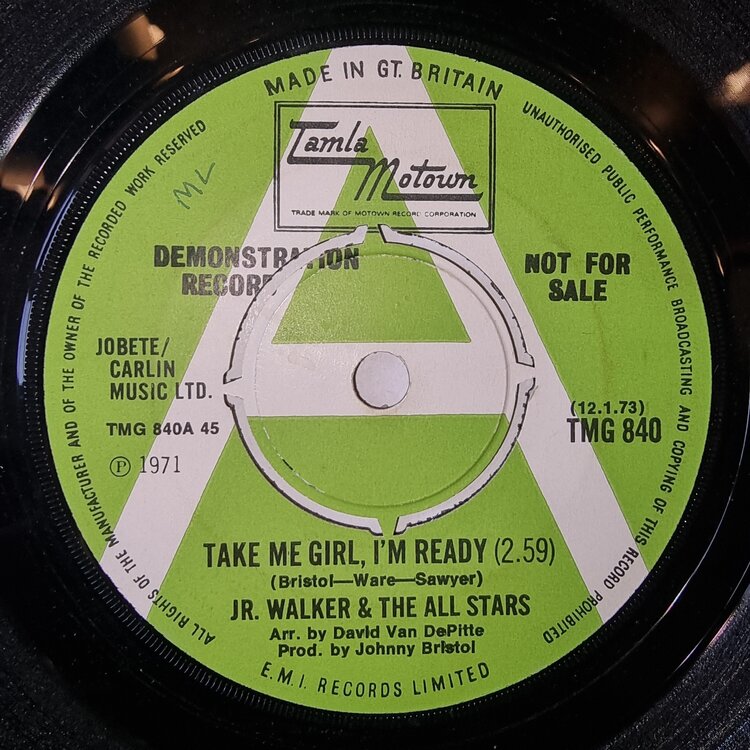 MADE IN GT. BRITAIN
Tamla
Motown
TRADE MARK OF MOTOWN RECORD CORPORATION
ML
DEMONSTRATION
RECORD
NOT FOR
SALE
JOBETE/
CARLIN
MUSIC LTD.
TMG 840A 45
℗ 1971
(12.1.73)
TMG 840
TAKE ME GIRL, I'M READY (2.59)
(Bristol—Ware—Sawyer)
JR. WALKER & THE ALL STARS
Arr. by David Van DePitte
Prod. by Johnny Bristol
E.M.I. RECORDS LIMITED
ALL RIGHTS OF THE MANUFACTURER AND OF THE OWNER OF THE RECORDED WORK RESERVED
UNAUTHORISED PUBLIC PERFORMANCE BROADCASTING AND COPYING OF THIS RECORD PROHIBITED